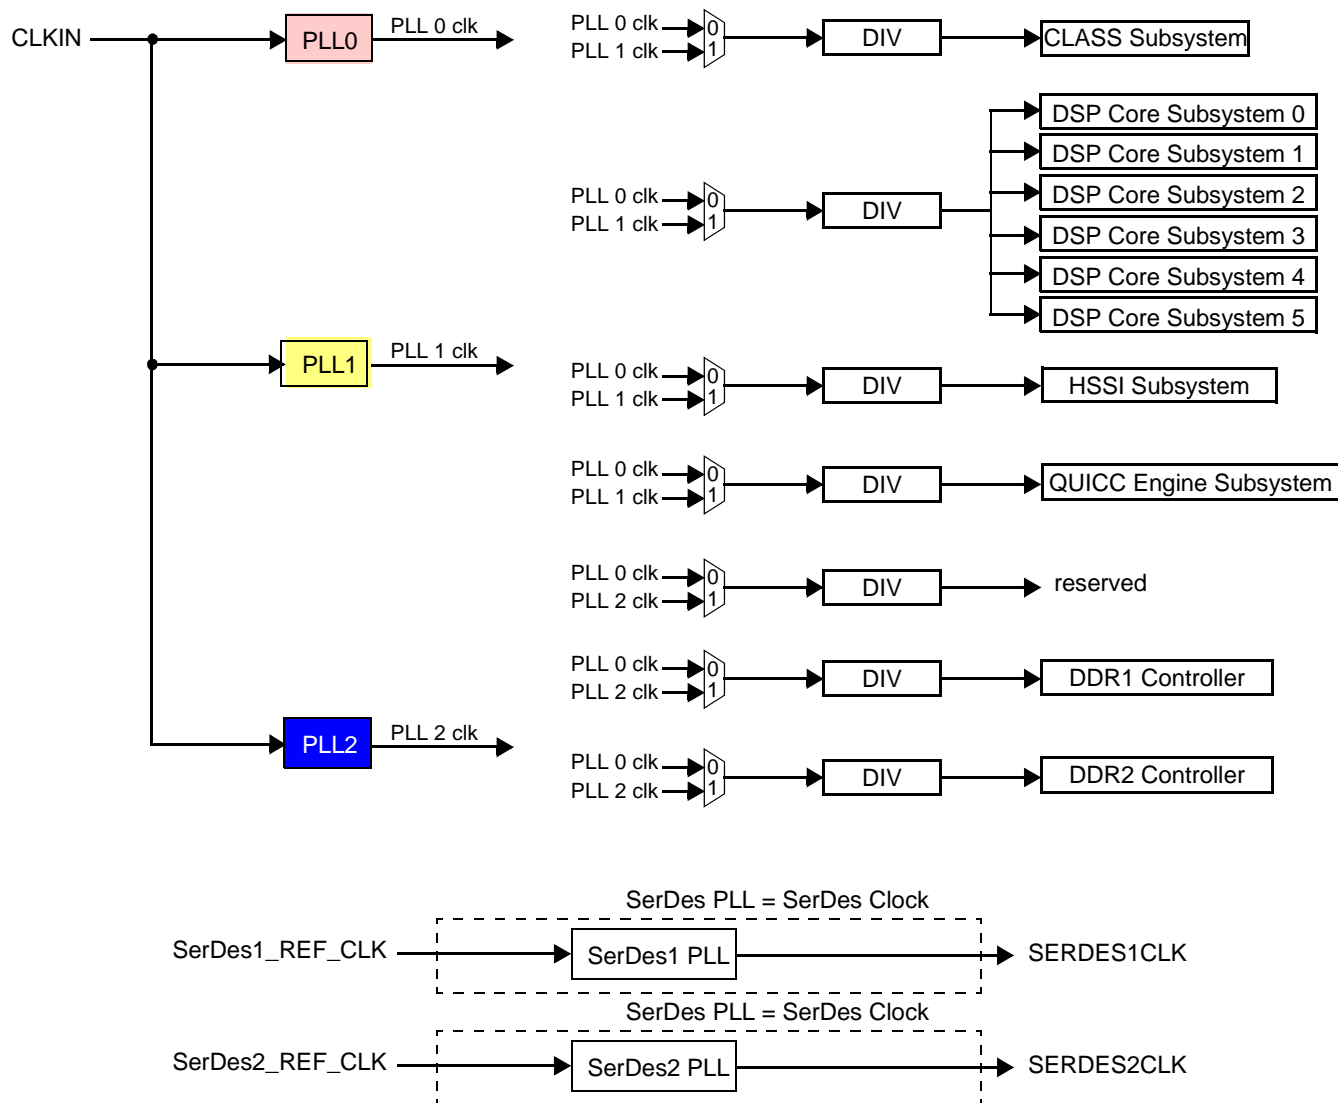 CLKIN
PLL0
PLL 0 clk
PLL 0 clk
PLL 1 clk
0
1
DIV
CLASS Subsystem
DSP Core Subsystem 0
DSP Core Subsystem 1
DSP Core Subsystem 2
DSP Core Subsystem 3
DSP Core Subsystem 4
DSP Core Subsystem 5
PLL 0 clk
PLL 1 clk
0
1
DIV
PLL1
PLL 1 clk
PLL 0 clk
PLL 1 clk
0
1
DIV
HSSI Subsystem
PLL 0 clk
PLL 1 clk
0
1
DIV
QUICC Engine Subsystem
PLL 0 clk
PLL 2 clk
0
1
DIV
reserved
PLL 0 clk
PLL 2 clk
0
1
DIV
DDR1 Controller
PLL2
PLL 2 clk
PLL 0 clk
PLL 2 clk
0
1
DIV
DDR2 Controller
SerDes PLL = SerDes Clock
SerDes1_REF_CLK
SerDes1 PLL
SERDES1CLK
SerDes PLL = SerDes Clock
SerDes2_REF_CLK
SerDes2 PLL
SERDES2CLK